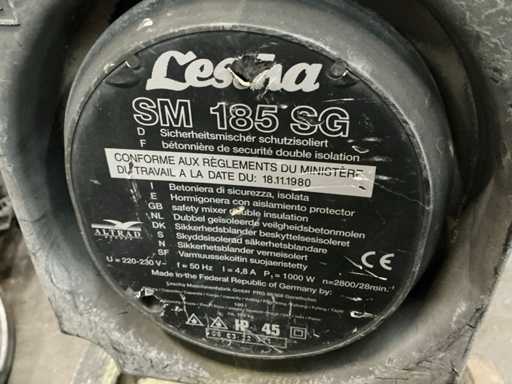 Lescha
SM 185 SG
D Sicherheitsmischer schutzisoliert
F bétonnière de securité double isolation
CONFORME AUX RÈGLEMENTS DU MINISTÈRE
DU TRAVAIL A LA DATE DU: 18.11.1980
I Betoniera di sicurezza, isolata
E Hormigonera con aislamiento protector
GB safety mixer double insulation
NL Dubbel geïsoleerde veiligheidsbetonmolen
DK Sikkerhedsblander beskyttelsesisoleret
S Skyddsisolerad säkerhetsblandare
N Sikkerhetsblander verneisolert
SF Varmuussekoitin suojaeristetty
ALTRAD
CE
U = 220-230 V~ f = 50 Hz I = 4,8 A P₁ = 1000 W n=2800/28min.⁻¹
Made in the Federal Republic of Germany by:
Lescha Maschinenfabrik GmbH
IP 45